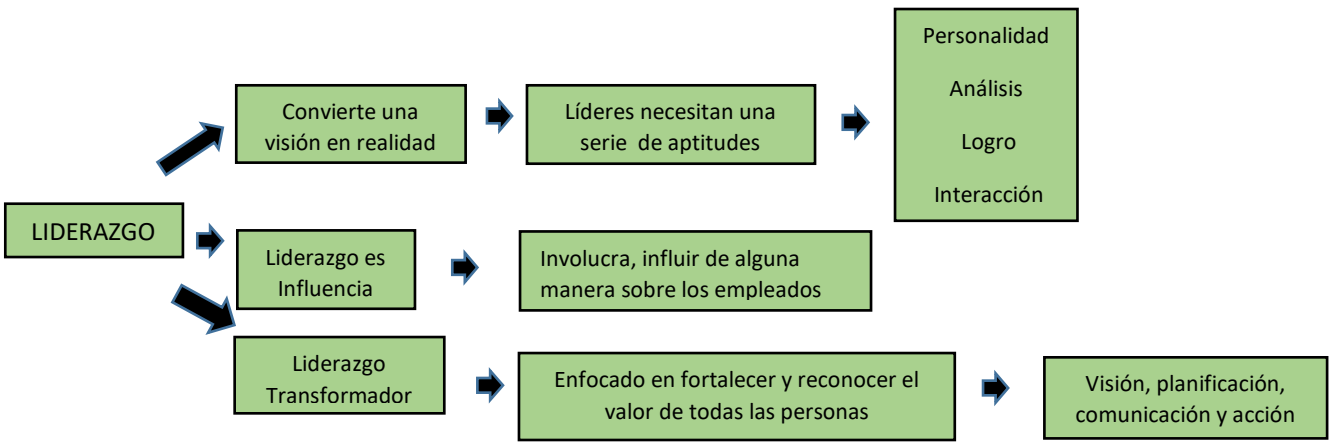 LIDERAZGO
Convierte una
visión en realidad
Líderes necesitan una
serie de aptitudes
Personalidad
Análisis
Logro
Interacción
Liderazgo es
Influencia
Involucra, influir de alguna
manera sobre los empleados
Liderazgo
Transformador
Enfocado en fortalecer y reconocer el
valor de todas las personas
Visión, planificación,
comunicación y acción